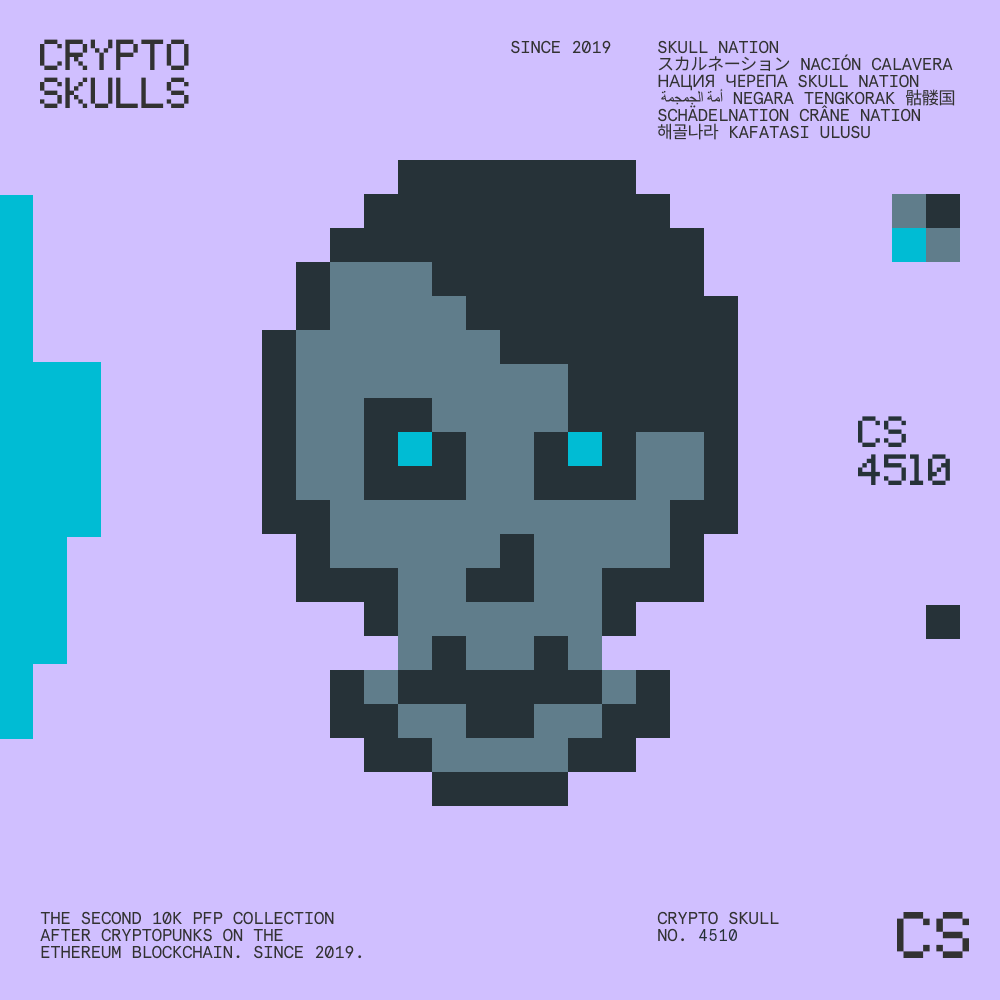 CRYPTO
SKULLS
SINCE 2019
SKULL NATION
スカルネーション NACIÓN CALAVERA
НАЦИЯ ЧЕРЕПА SKULL NATION
أمة الجمجمة NEGARA TENGKORAK 骷髅国
SCHÄDELNATION CRÂNE NATION
해골나라 KAFATASI ULUSU
CS
4510
THE SECOND 10K PFP COLLECTION
AFTER CRYPTOPUNKS ON THE
ETHEREUM BLOCKCHAIN. SINCE 2019.
CRYPTO SKULL
NO. 4510
CS